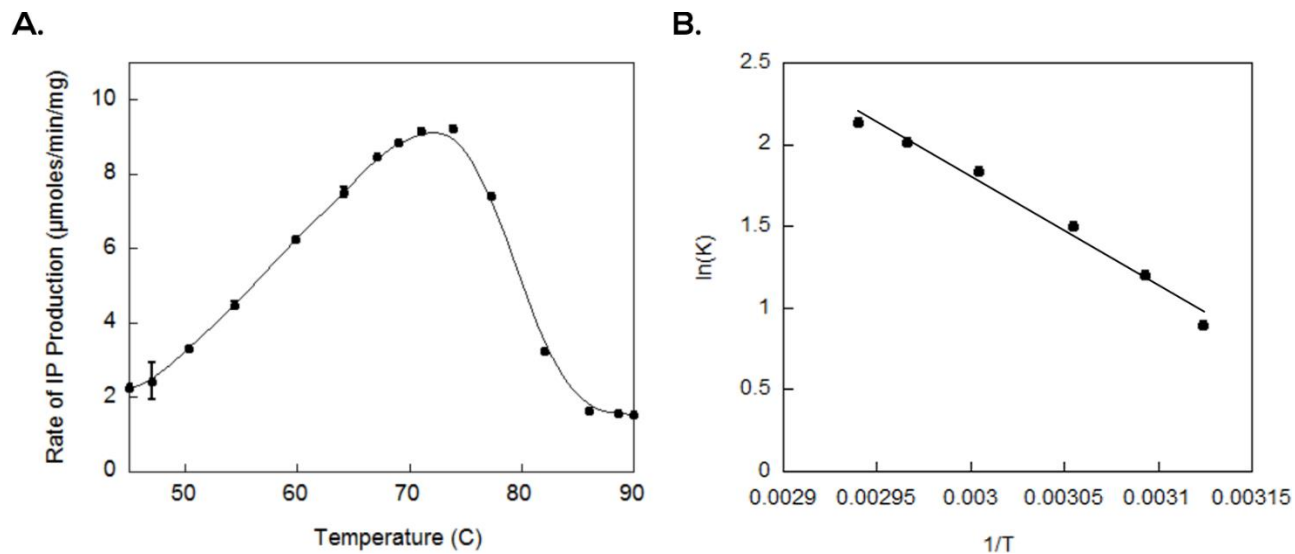 A.
B.
Rate of IP Production (µmoles/min/mg)
10
8
6
4
2
0
50 60 70 80 90
Temperature (C)
ln(K)
2.5
2
1.5
1
0.5
0
0.0029 0.00295 0.003 0.00305 0.0031 0.00315
1/T